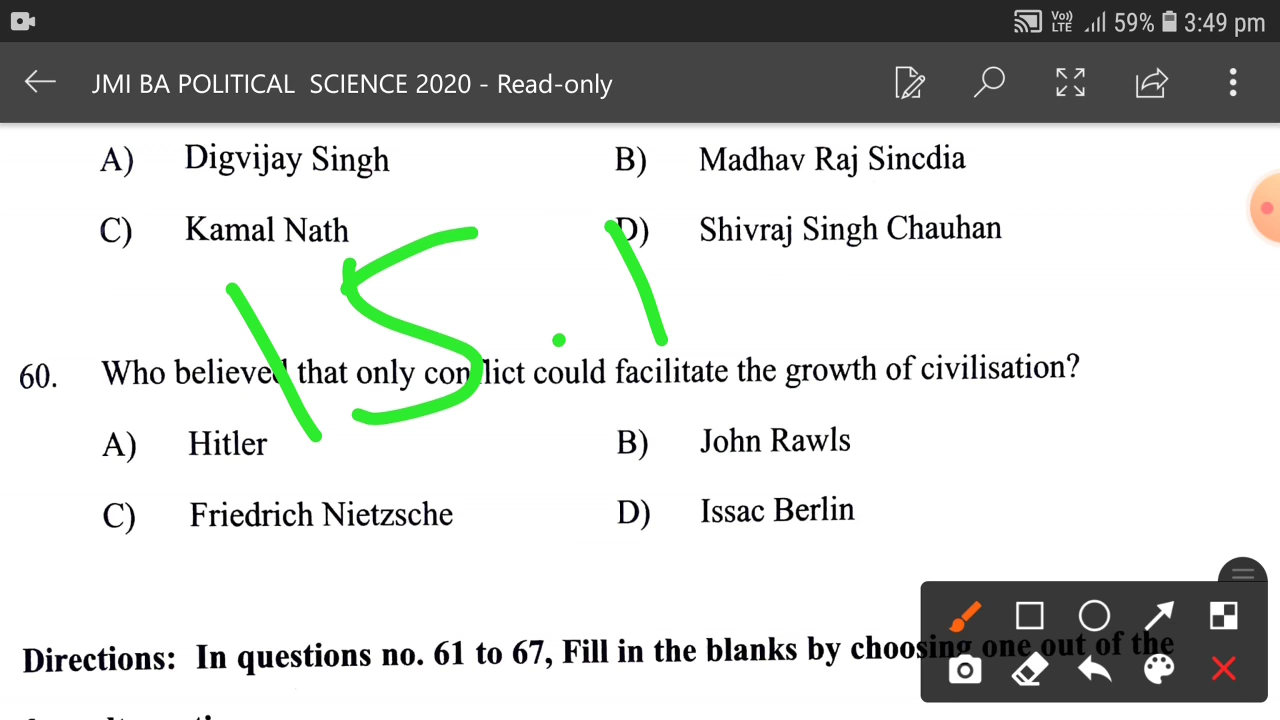 Vo) LTE 59% 3:49 pm
JMI BA POLITICAL SCIENCE 2020 - Read-only
A) Digvijay Singh B) Madhav Raj Sincdia
C) Kamal Nath D) Shivraj Singh Chauhan
15.1
60. Who believed that only conflict could facilitate the growth of civilisation?
A) Hitler B) John Rawls
C) Friedrich Nietzsche D) Issac Berlin
Directions: In questions no. 61 to 67, Fill in the blanks by choosing one out of the